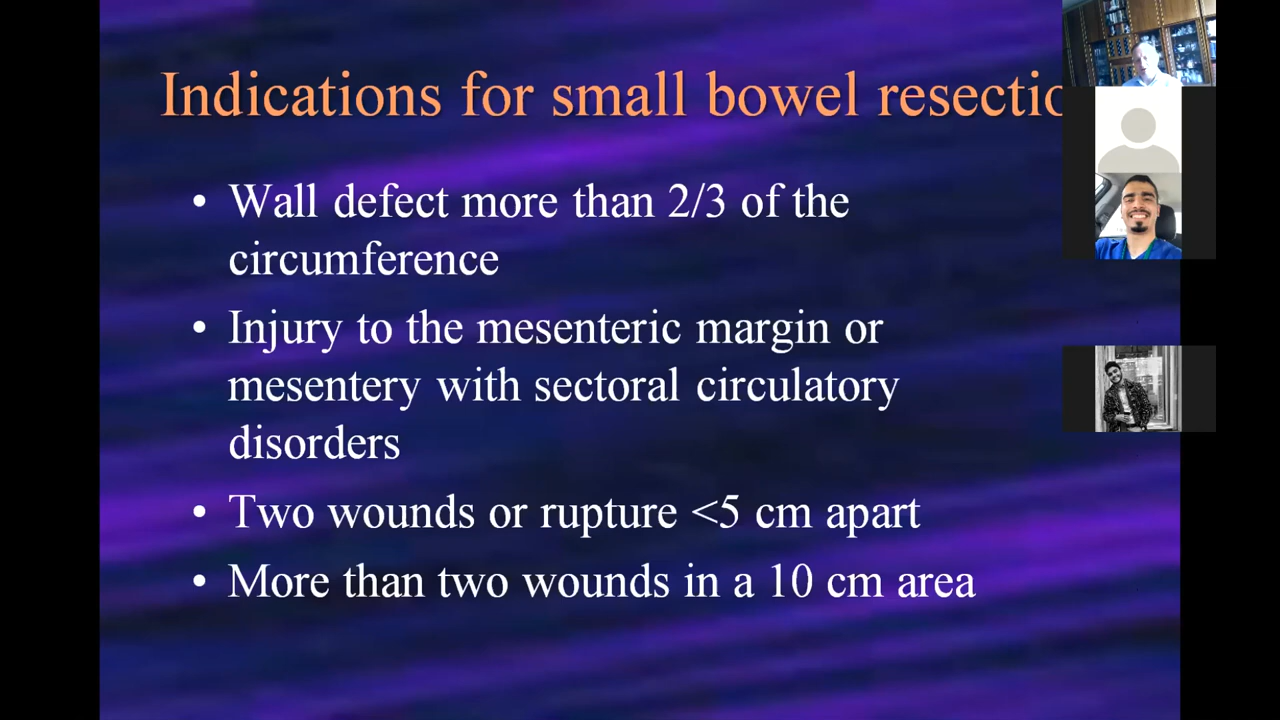 Indications for small bowel resectio
• Wall defect more than 2/3 of the
circumference
• Injury to the mesenteric margin or
mesentery with sectoral circulatory
disorders
• Two wounds or rupture <5 cm apart
• More than two wounds in a 10 cm area